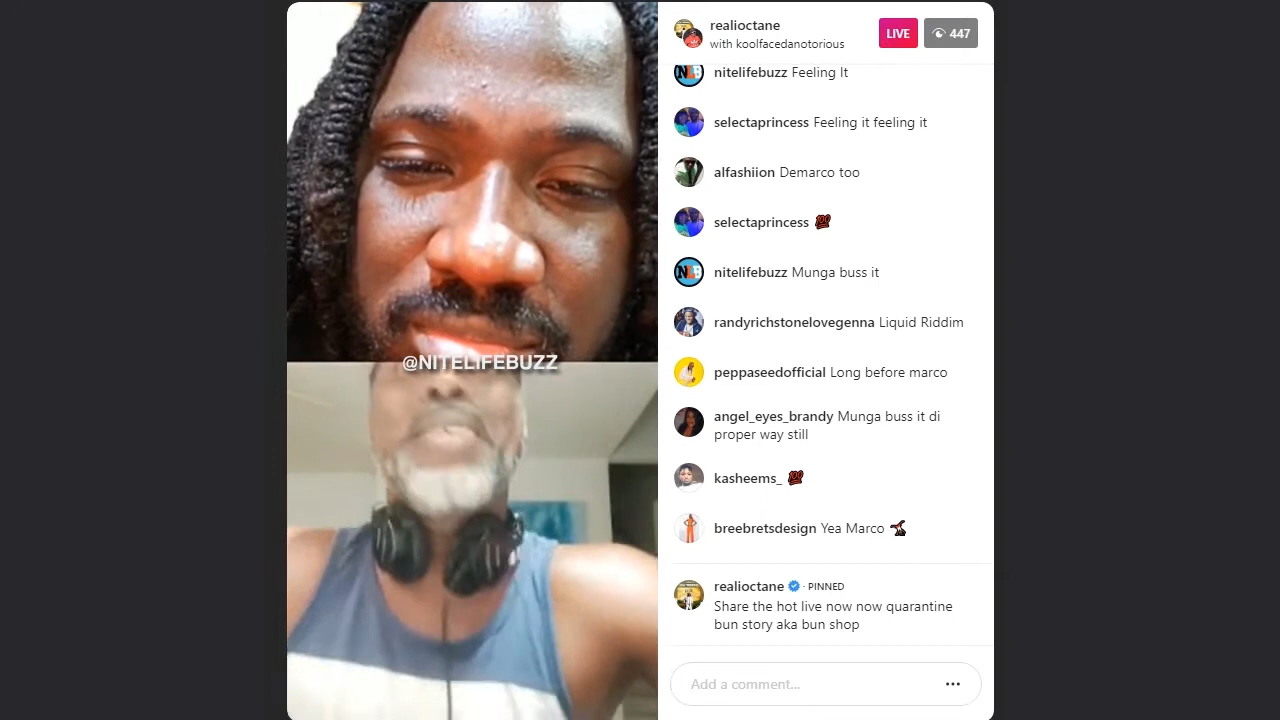 realioctane
with koolfacedanotorious
LIVE
447
nitelifebuzz Feeling It
selectaprincess Feeling it feeling it
alfashiion Demarco too
selectaprincess 💯
nitelifebuzz Munga buss it
randyrichstonelovegenna Liquid Riddim
peppaseedofficial Long before marco
angel_eyes_brandy Munga buss it di
proper way still
kasheems_ 💯
breebretsdesign Yea Marco
realioctane · PINNED
Share the hot live now now quarantine
bun story aka bun shop
Add a comment...
@NITELIFEBUZZ
NLB
NLB